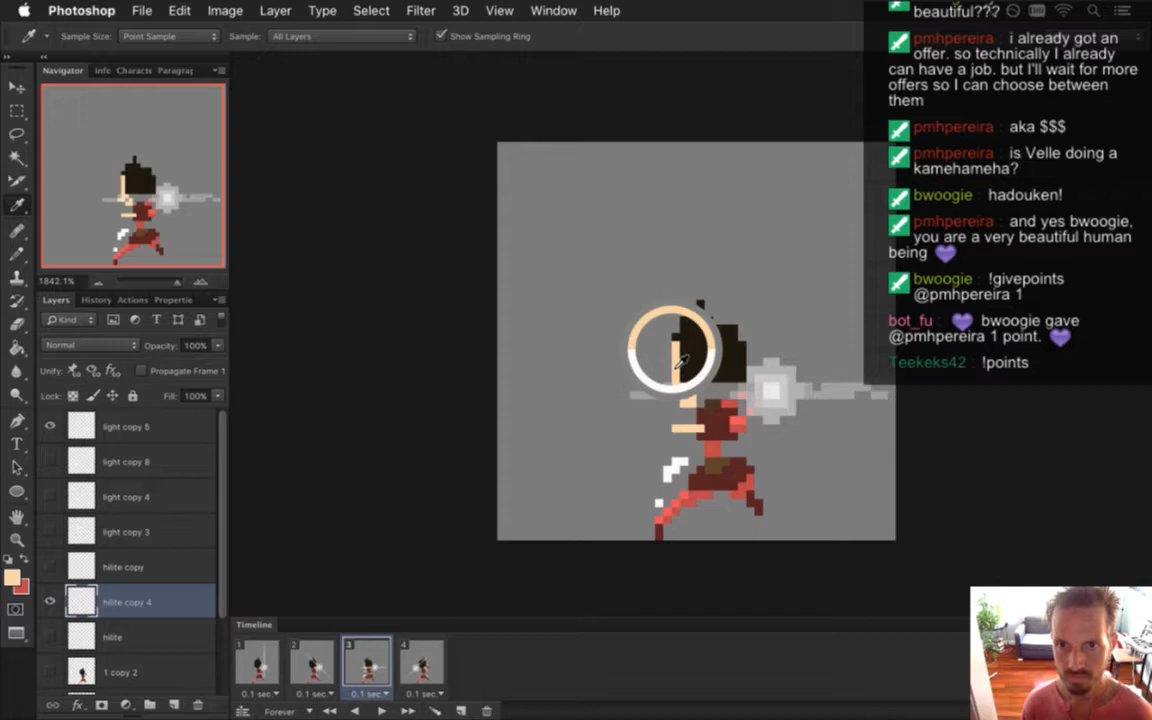 Photoshop File Edit Image Layer Type Select Filter 3D View Window Help
Sample Size: Point Sample Sample: All Layers Show Sampling Ring
Navigator Info Characte Paragraj
1842.1%
Layers History Actions Propertie
Kind
Normal Opacity: 100%
Unify: Propagate Frame 1
Lock: Fill: 100%
light copy 5
light copy 8
light copy 4
light copy 3
hilite copy
hilite copy 4
hilite
1 copy 2
Timeline
1 2 3 4
0.1 sec. 0.1 sec. 0.1 sec. 0.1 sec.
Forever
beautiful???
pmhpereira : i already got an
offer. so technically I already
can have a job. but I'll wait for more
offers so I can choose between
them
pmhpereira : aka $$$
pmhpereira : is Velle doing a
kamehameha?
bwoogie : hadouken!
pmhpereira : and yes bwoogie,
you are a very beautiful human
being
bwoogie : !givepoints
@pmhpereira 1
bot_fu : bwoogie gave
@pmhpereira 1 point.
Teekeks42 : !points